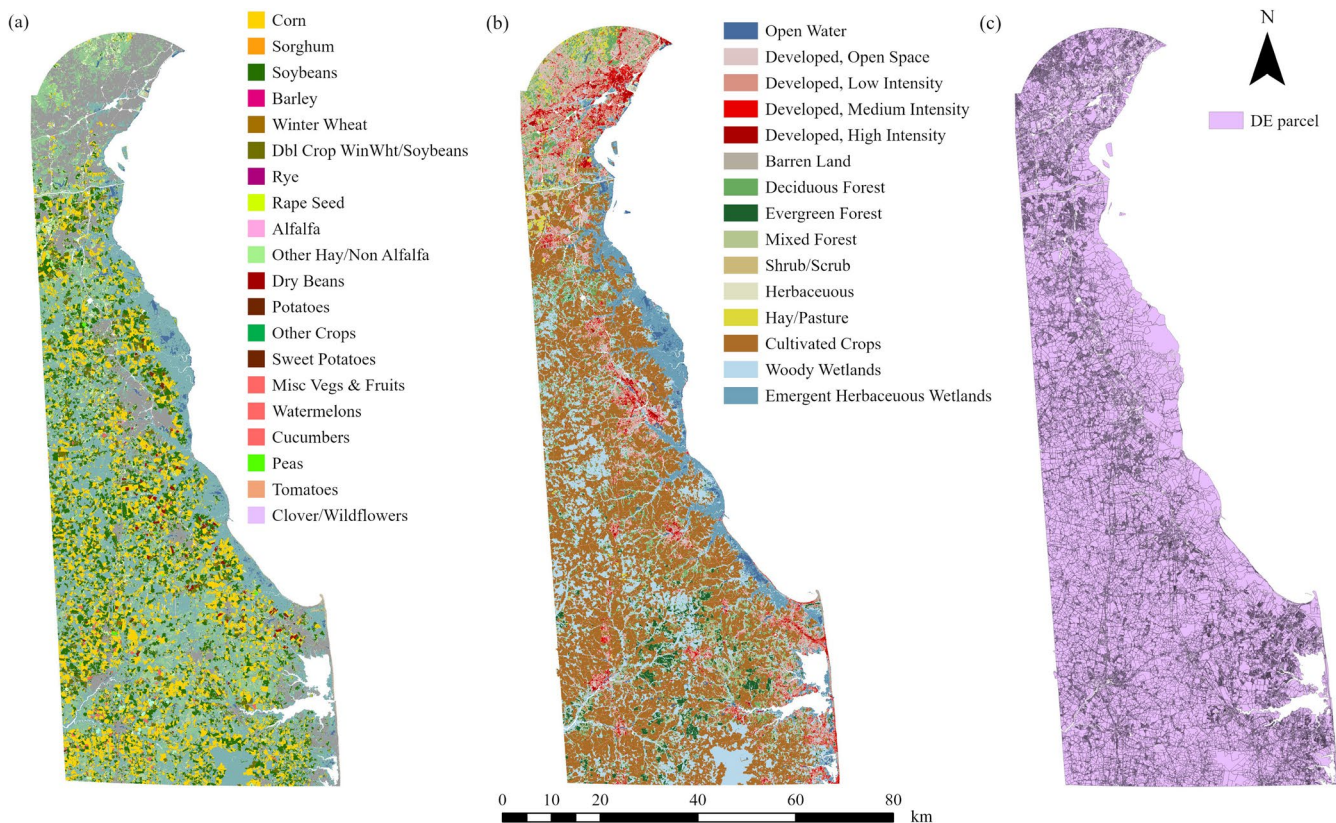 (a)
Corn
Sorghum
Soybeans
Barley
Winter Wheat
Dbl Crop WinWht/Soybeans
Rye
Rape Seed
Alfalfa
Other Hay/Non Alfalfa
Dry Beans
Potatoes
Other Crops
Sweet Potatoes
Misc Vegs & Fruits
Watermelons
Cucumbers
Peas
Tomatoes
Clover/Wildflowers
(b)
Open Water
Developed, Open Space
Developed, Low Intensity
Developed, Medium Intensity
Developed, High Intensity
Barren Land
Deciduous Forest
Evergreen Forest
Mixed Forest
Shrub/Scrub
Herbaceuous
Hay/Pasture
Cultivated Crops
Woody Wetlands
Emergent Herbaceuous Wetlands
(c)
N
DE parcel
0 10 20 40 60 80
km